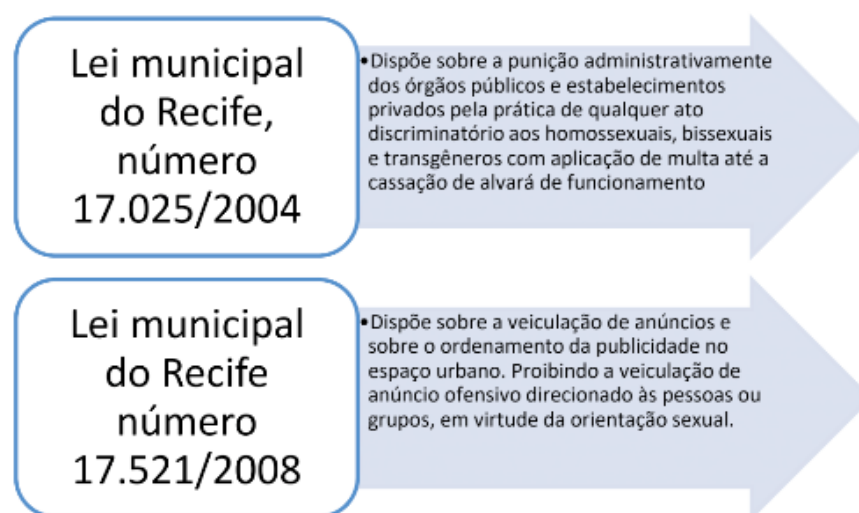 Lei municipal
do Recife,
número
17.025/2004
•Dispõe sobre a punição administrativamente
dos órgãos públicos e estabelecimentos
privados pela prática de qualquer ato
discriminatório aos homossexuais, bissexuais
e transgêneros com aplicação de multa até a
cassação de alvará de funcionamento
Lei municipal
do Recife
número
17.521/2008
•Dispõe sobre a veiculação de anúncios e
sobre o ordenamento da publicidade no
espaço urbano. Proibindo a veiculação de
anúncio ofensivo direcionado às pessoas ou
grupos, em virtude da orientação sexual.